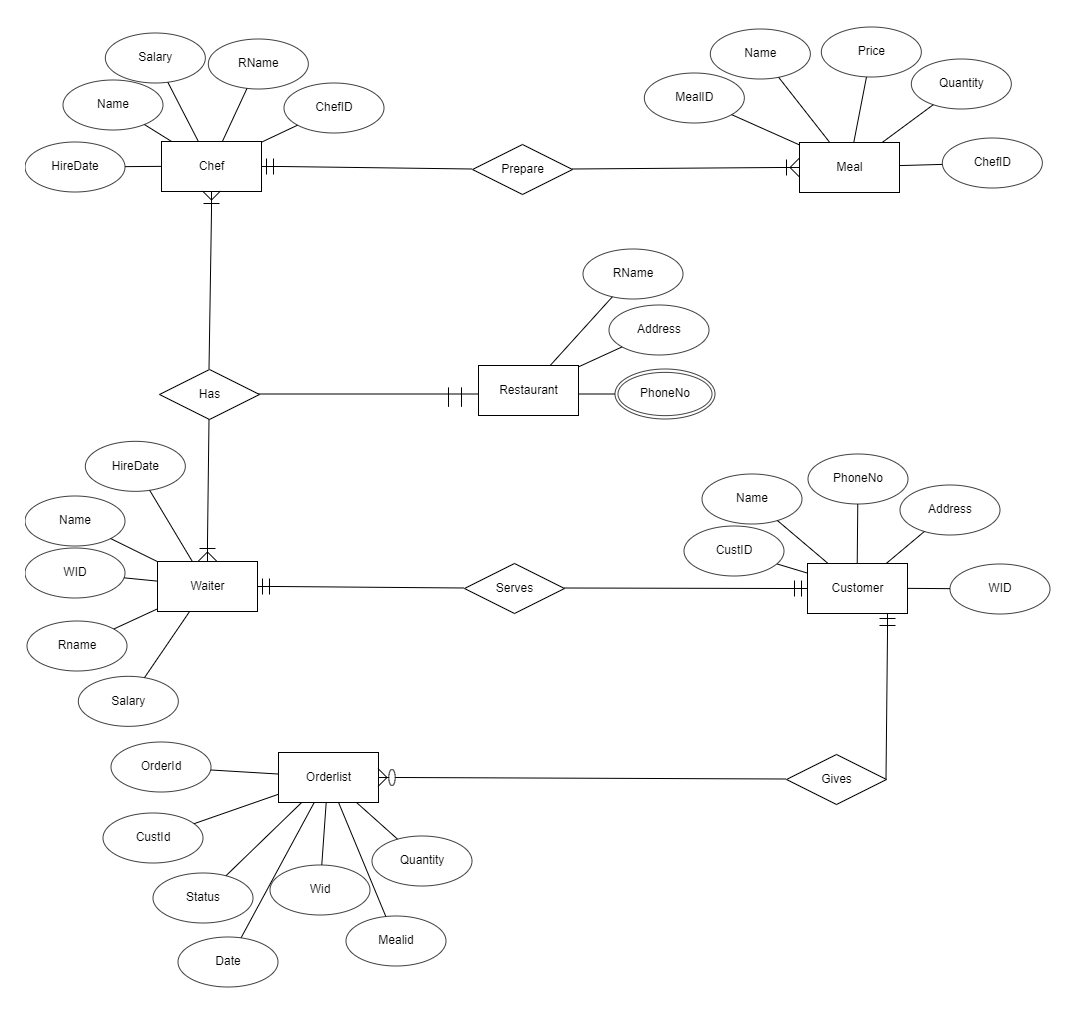 Salary
RName
Name
ChefID
HireDate
Chef
Prepare
Name
Price
MealID
Quantity
Meal
ChefID
RName
Address
Restaurant
PhoneNo
Has
HireDate
Name
WID
Waiter
Rname
Salary
Serves
PhoneNo
Name
Address
CustID
Customer
WID
OrderId
Orderlist
Gives
CustId
Quantity
Status
Wid
Mealid
Date